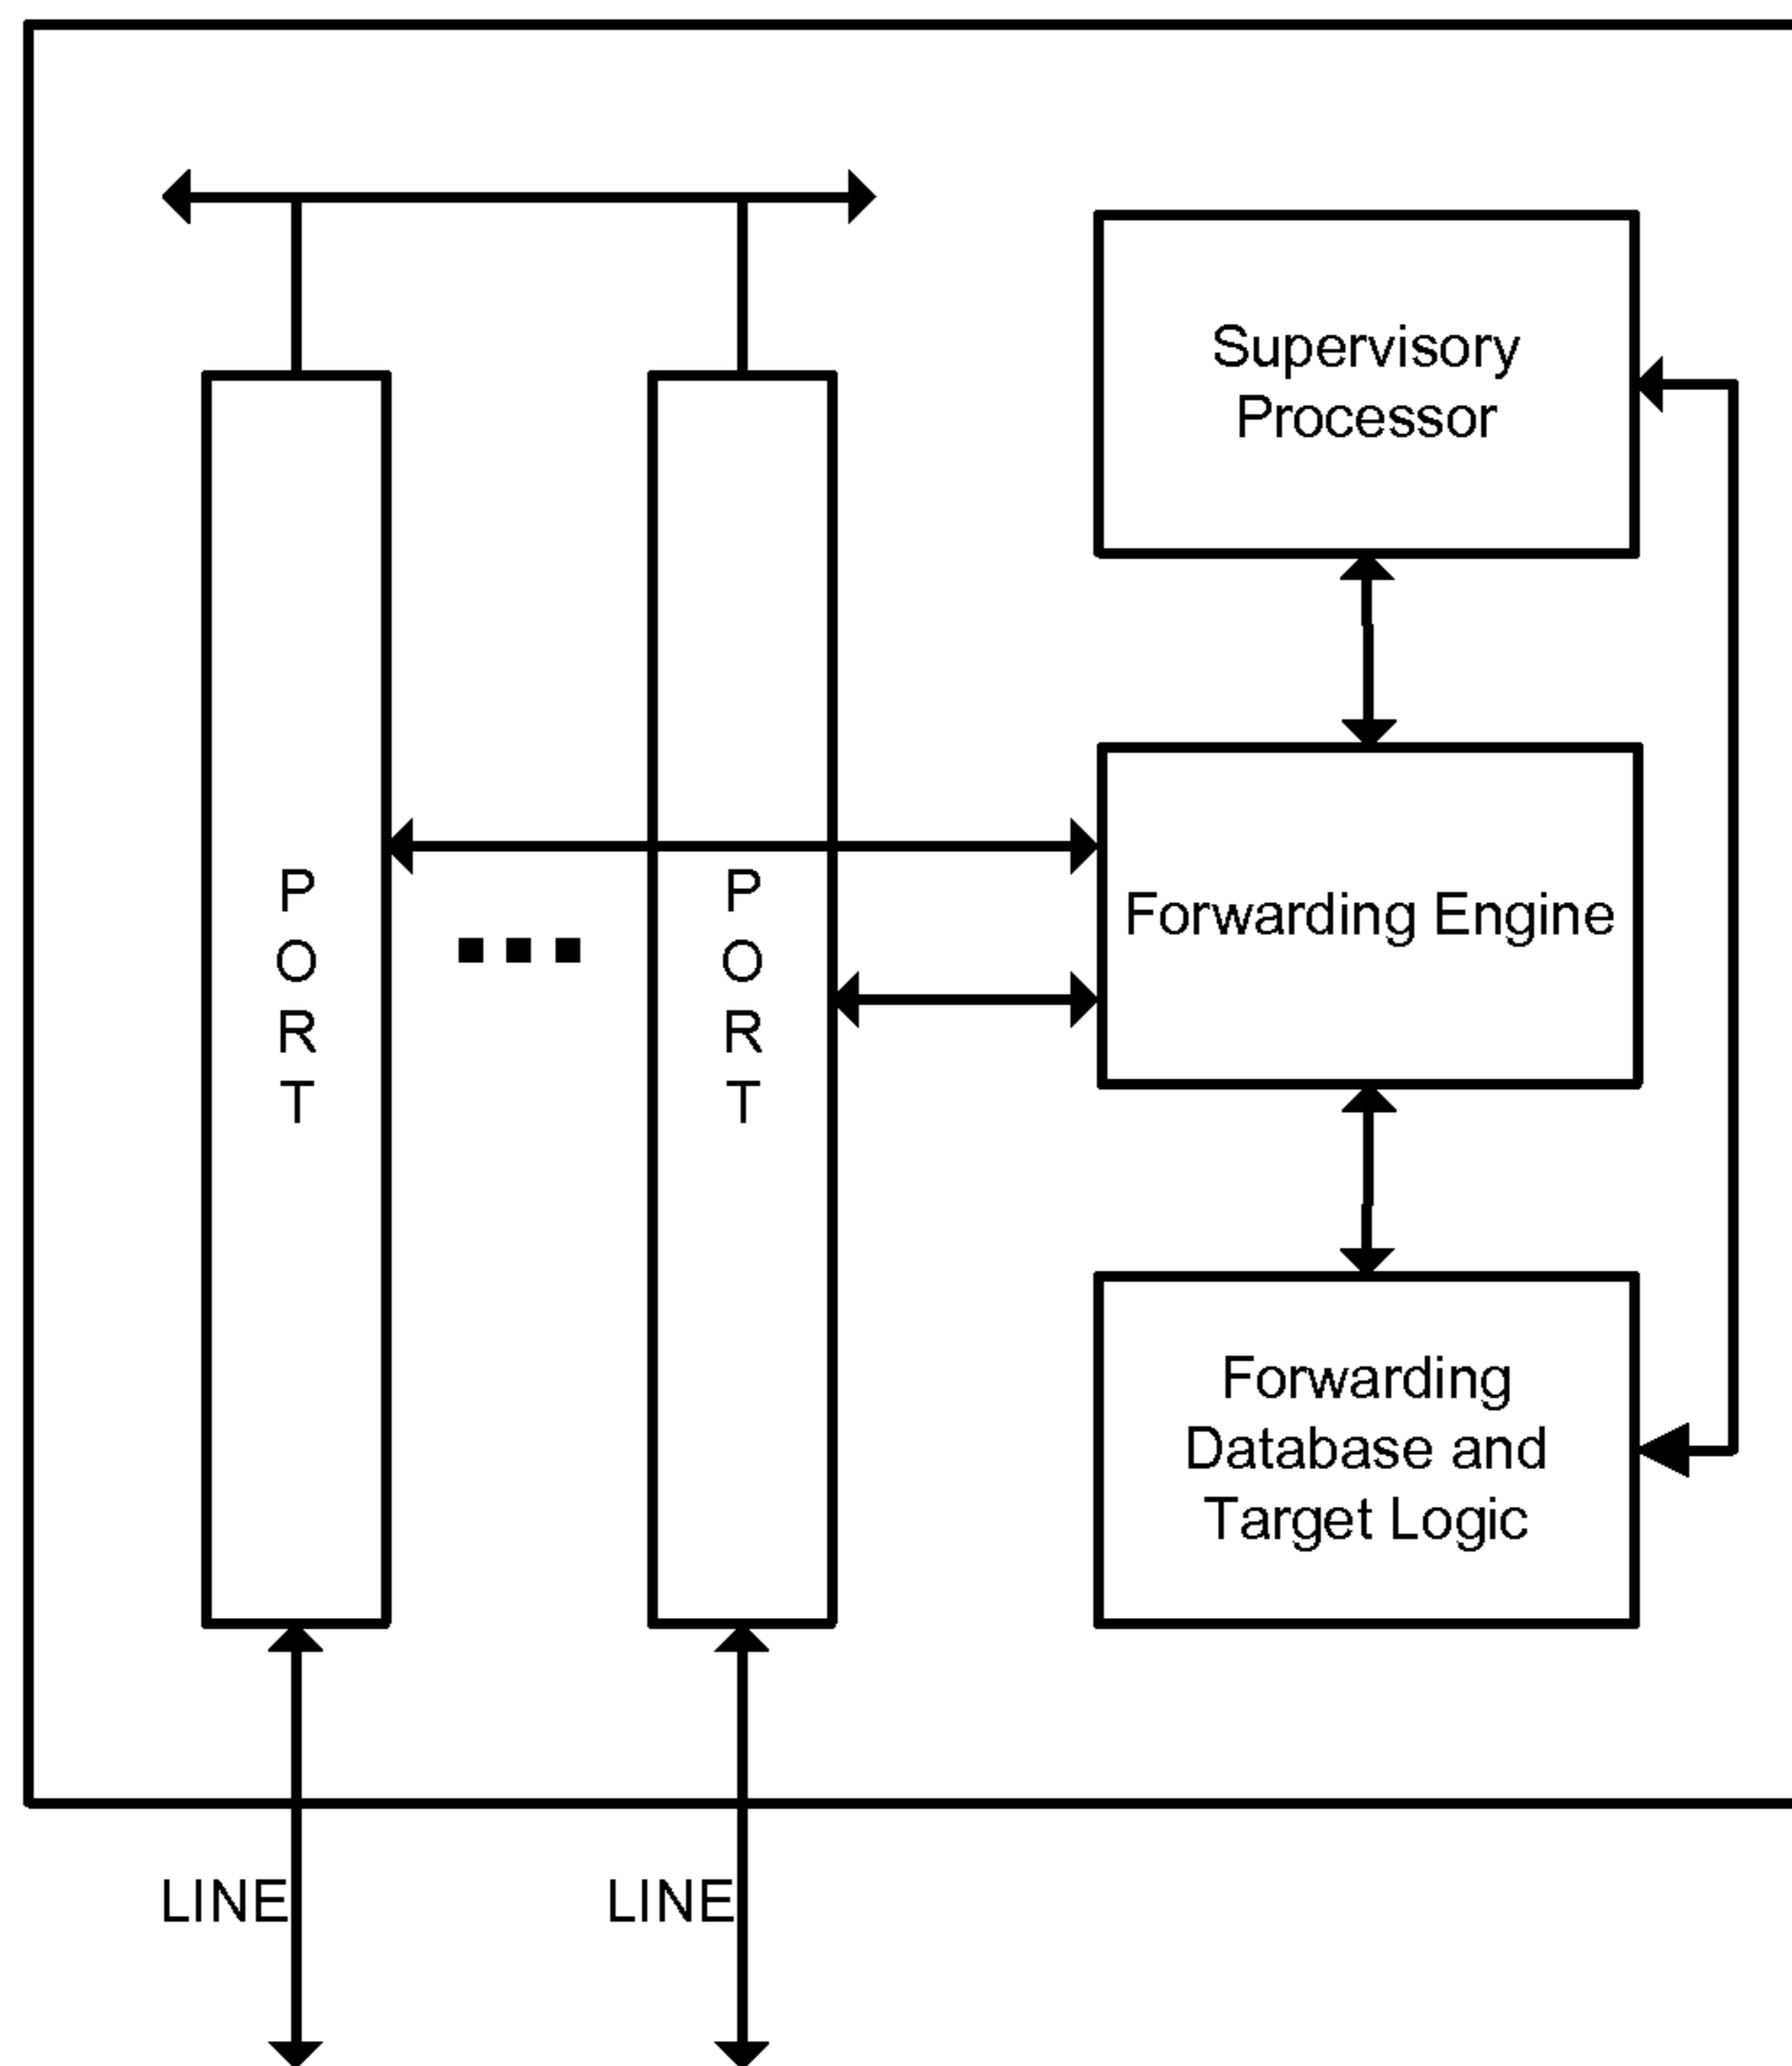 Supervisory
Processor
P
O
R
T
P
O
R
T
Forwarding Engine
Forwarding
Database and
Target Logic
LINE
LINE